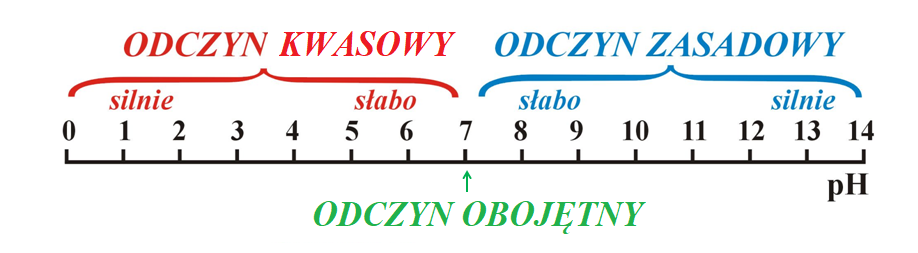 ODCZYN KWASOWY ODCZYN ZASADOWY
silnie słabo słabo silnie
0 1 2 3 4 5 6 7 8 9 10 11 12 13 14
pH
ODCZYN OBOJĘTNY